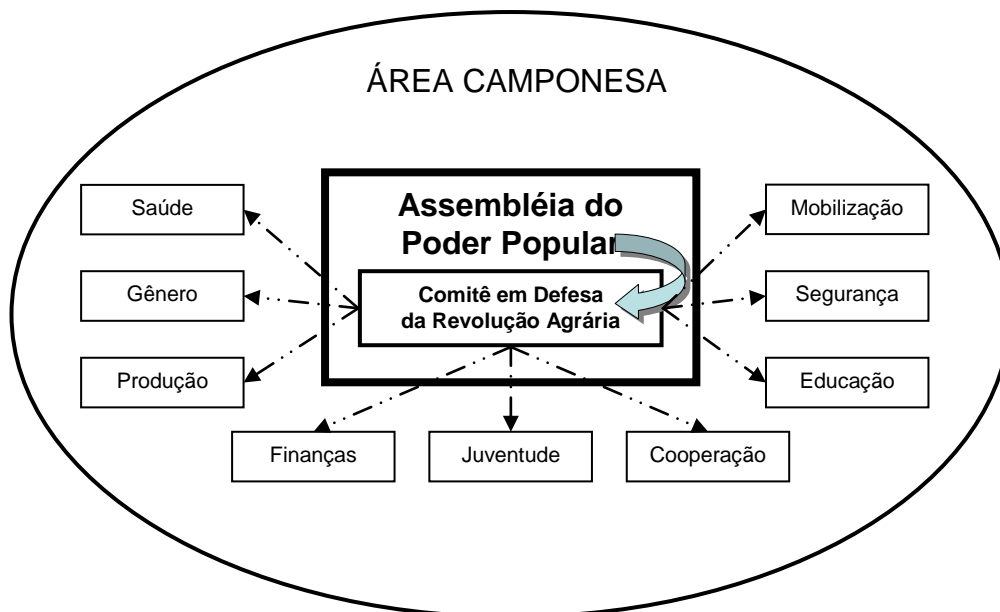 ÁREA CAMPONESA
Assembléia do
Poder Popular
Comitê em Defesa
da Revolução Agrária
Saúde
Gênero
Produção
Finanças
Juventude
Cooperação
Mobilização
Segurança
Educação